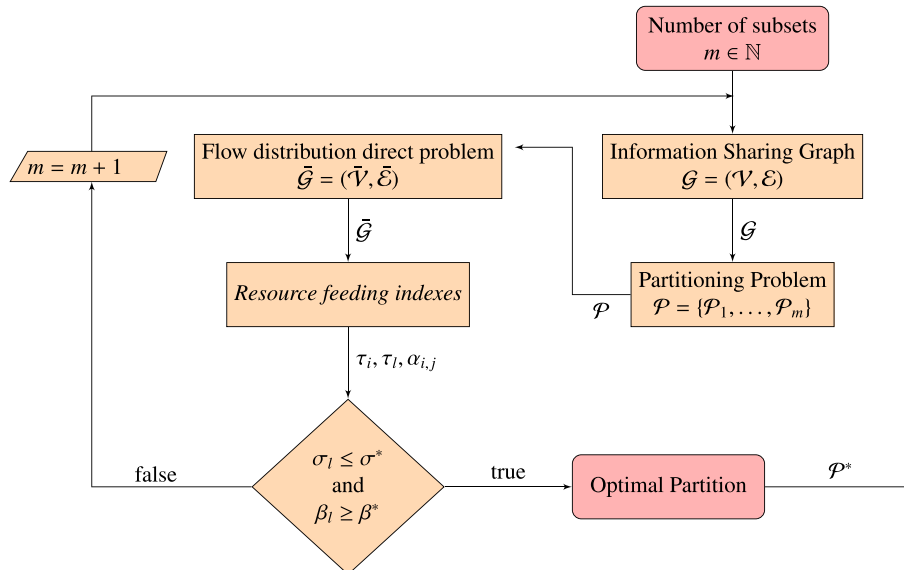 Number of subsets
m ∈ ℕ
m = m + 1
Flow distribution direct problem
𝒢̄ = (𝒱̄, ℰ̄)
Information Sharing Graph
𝒢 = (𝒱, ℰ)
𝒢̄
𝒢
Resource feeding indexes
Partitioning Problem
𝒫 = {𝒫₁, . . . , 𝒫ₘ}
𝒫
τᵢ, τₗ, αᵢ,ⱼ
σₗ ≤ σ*
and
βₗ ≥ β*
false
true
Optimal Partition
𝒫*